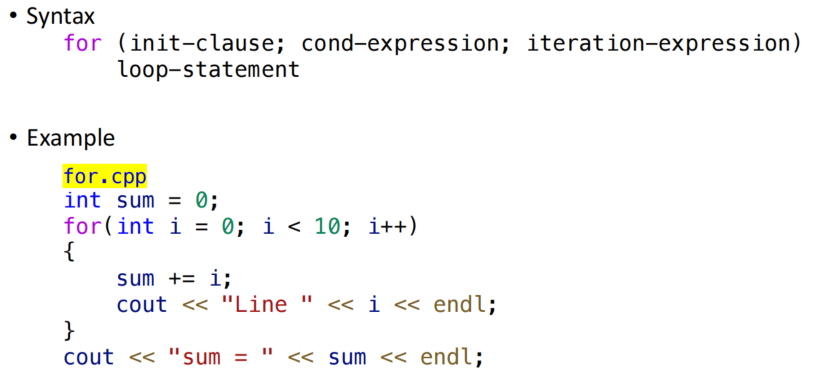 • Syntax
for (init-clause; cond-expression; iteration-expression)
loop-statement
• Example
for.cpp
int sum = 0;
for(int i = 0; i < 10; i++)
{
sum += i;
cout << "Line " << i << endl;
}
cout << "sum = " << sum << endl;